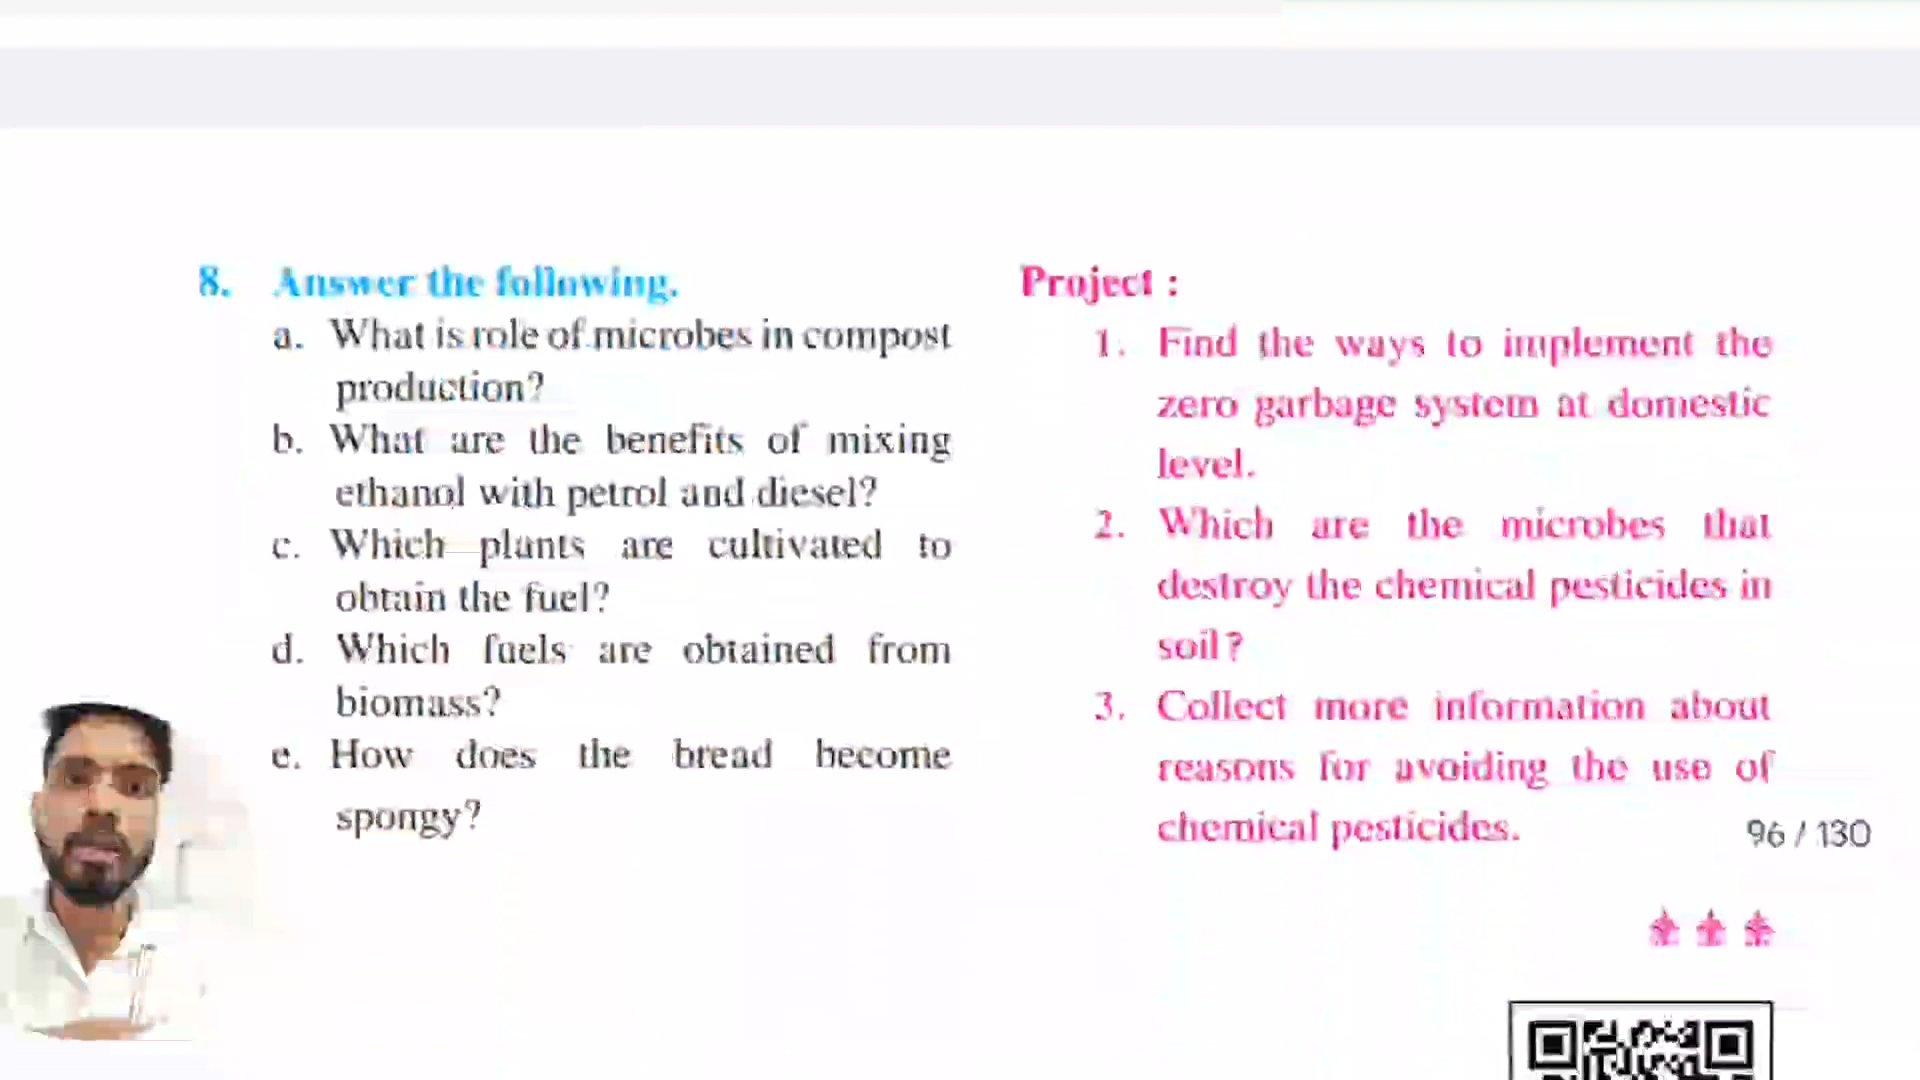 8. Answer the following.
a. What is role of microbes in compost
production?
b. What are the benefits of mixing
ethanol with petrol and diesel?
c. Which plants are cultivated to
obtain the fuel?
d. Which fuels are obtained from
biomass?
e. How does the bread become
spongy?
Project :
1. Find the ways to implement the
zero garbage system at domestic
level.
2. Which are the microbes that
destroy the chemical pesticides in
soil?
3. Collect more information about
reasons for avoiding the use of
chemical pesticides.
96 / 130